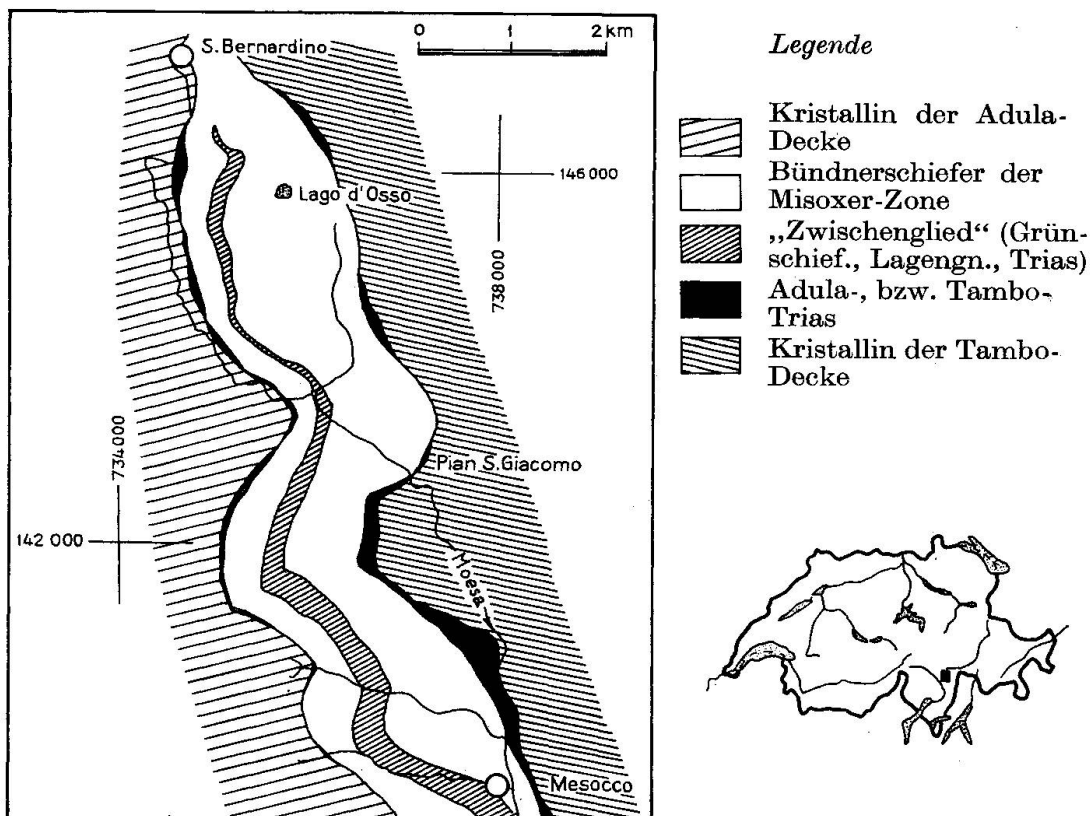 S. Bernardino
0 1 2 km
146 000
Lago d'Osso
738 000
734 000
Pian S. Giacomo
142 000
Moesa
Mesocco
Legende
Kristallin der Adula-
Decke
Bündnerschiefer der
Misoxer-Zone
„Zwischenglied“ (Grün-
schief., Lagengn., Trias)
Adula-, bzw. Tambo-
Trias
Kristallin der Tambo-
Decke